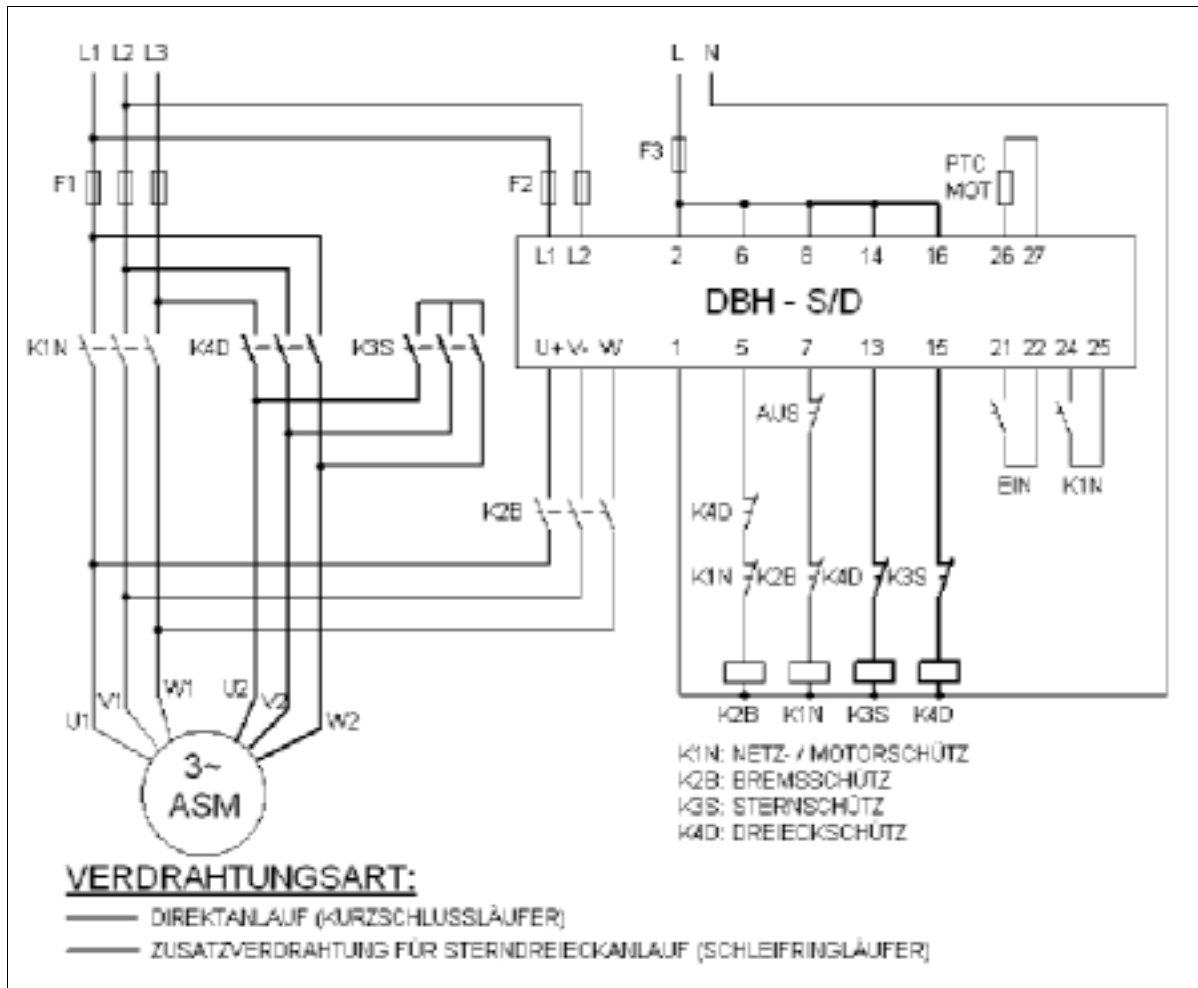 L1 L2 L3
L N
F1
F2
F3
PTC
MOT
L1 L2 2 6 8 14 16 26 27
DBH - S/D
K1N
K4D
K3S
U+ V- W 1 5 7 13 15 21 22 24 25
AUS
EIN K1N
K2B
K4D
K1N K2B K4D K3S
U1 V1 W1 U2 V2 W2
K2B K1N K3S K4D
3~
ASM
K1N: NETZ- / MOTORSCHÜTZ
K2B: BREMSSCHÜTZ
K3S: STERNSCHÜTZ
K4D: DREIECKSCHÜTZ
VERDRAHTUNGSART:
DIREKTANLAUF (KURZSCHLUSSLÄUFER)
ZUSATZVERDRAHTUNG FÜR STERNDREIECKANLAUF (SCHLEIFRINGLÄUFER)